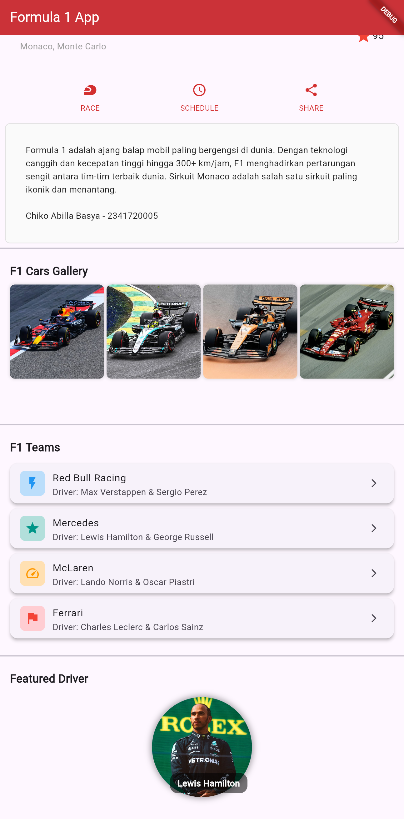 Formula 1 App
DEBUG
Monaco, Monte Carlo
95
RACE
SCHEDULE
SHARE
Formula 1 adalah ajang balap mobil paling bergengsi di dunia. Dengan teknologi
canggih dan kecepatan tinggi hingga 300+ km/jam, F1 menghadirkan pertarungan
sengit antara tim-tim terbaik dunia. Sirkuit Monaco adalah salah satu sirkuit paling
ikonik dan menantang.
Chiko Abilla Basya - 2341720005
F1 Cars Gallery
F1 Teams
Red Bull Racing
Driver: Max Verstappen & Sergio Perez
Mercedes
Driver: Lewis Hamilton & George Russell
McLaren
Driver: Lando Norris & Oscar Piastri
Ferrari
Driver: Charles Leclerc & Carlos Sainz
Featured Driver
ROLEX
PETRONAS
Lewis Hamilton